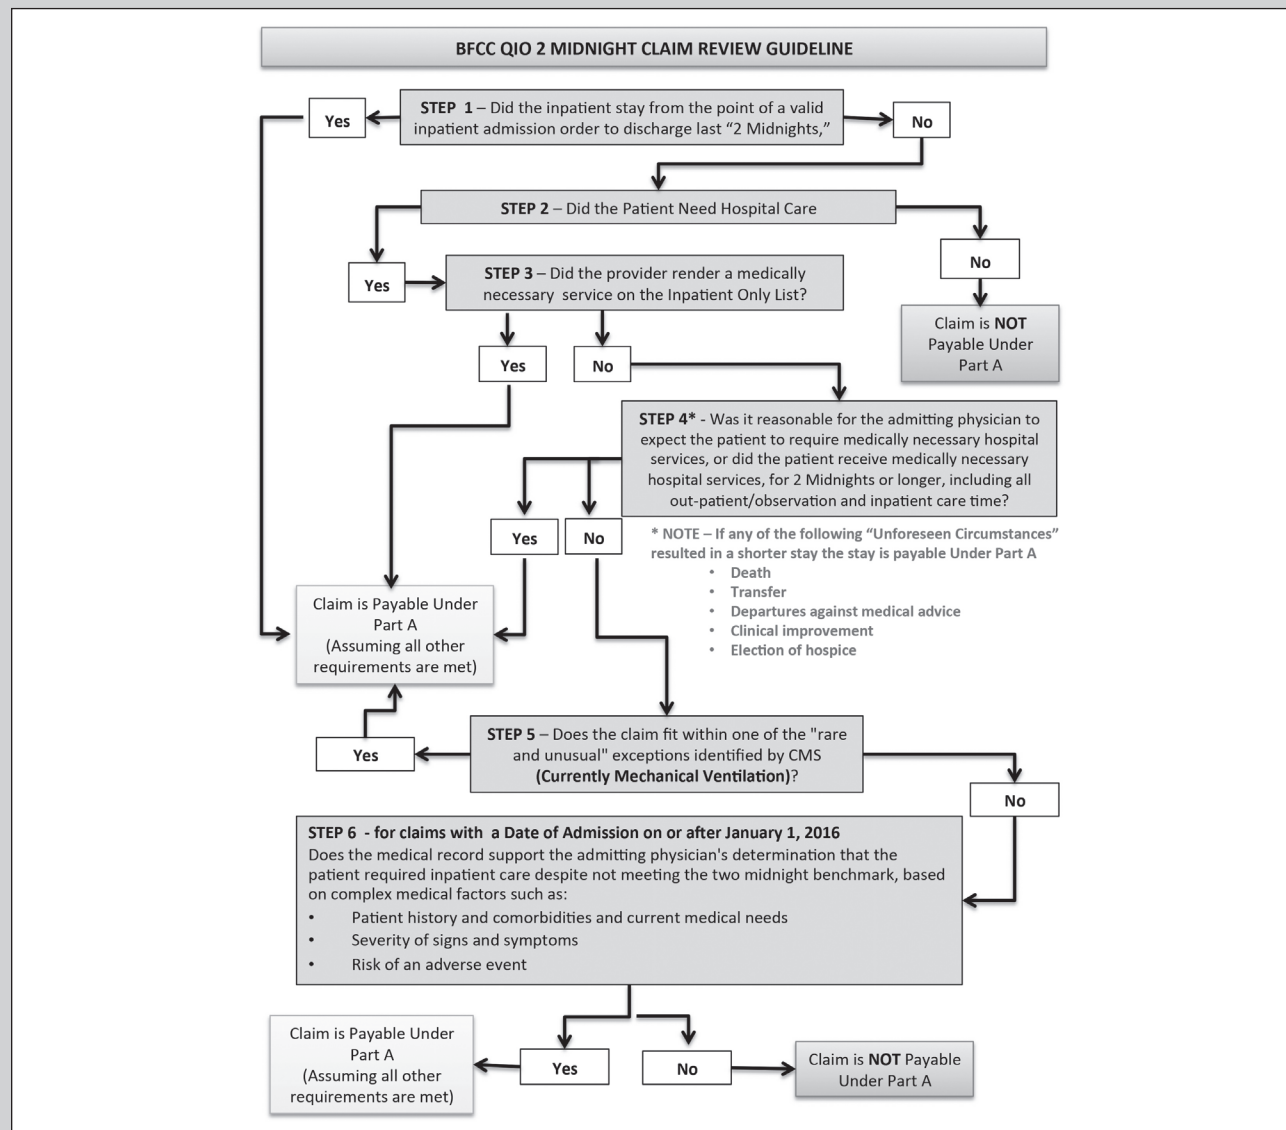 BFCC QIO 2 MIDNIGHT CLAIM REVIEW GUIDELINE
STEP 1 – Did the inpatient stay from the point of a valid
inpatient admission order to discharge last “2 Midnights,”
Yes
No
STEP 2 – Did the Patient Need Hospital Care
Yes
No
STEP 3 – Did the provider render a medically
necessary service on the Inpatient Only List?
Claim is NOT
Payable Under
Part A
Yes
No
STEP 4* - Was it reasonable for the admitting physician to
expect the patient to require medically necessary hospital
services, or did the patient receive medically necessary
hospital services, for 2 Midnights or longer, including all
out-patient/observation and inpatient care time?
Yes
No
* NOTE – If any of the following “Unforeseen Circumstances”
resulted in a shorter stay the stay is payable Under Part A
• Death
• Transfer
• Departures against medical advice
• Clinical improvement
• Election of hospice
Claim is Payable Under
Part A
(Assuming all other
requirements are met)
STEP 5 – Does the claim fit within one of the "rare
and unusual" exceptions identified by CMS
(Currently Mechanical Ventilation)?
Yes
No
STEP 6 - for claims with a Date of Admission on or after January 1, 2016
Does the medical record support the admitting physician's determination that the
patient required inpatient care despite not meeting the two midnight benchmark, based
on complex medical factors such as:
• Patient history and comorbidities and current medical needs
• Severity of signs and symptoms
• Risk of an adverse event
Claim is Payable Under
Part A
(Assuming all other
requirements are met)
Yes
No
Claim is NOT Payable
Under Part A